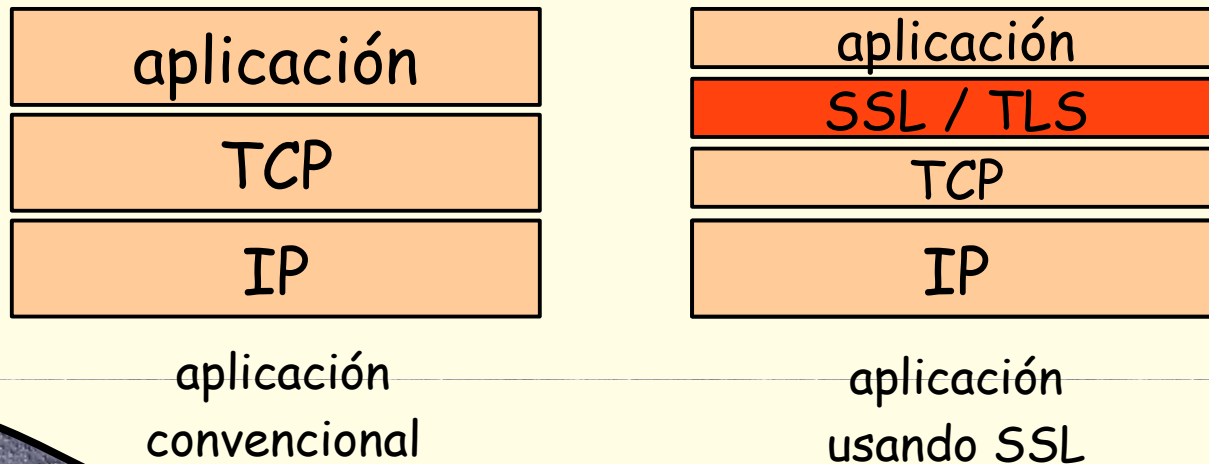 aplicación
TCP
IP
aplicación
convencional
aplicación
SSL / TLS
TCP
IP
aplicación
usando SSL